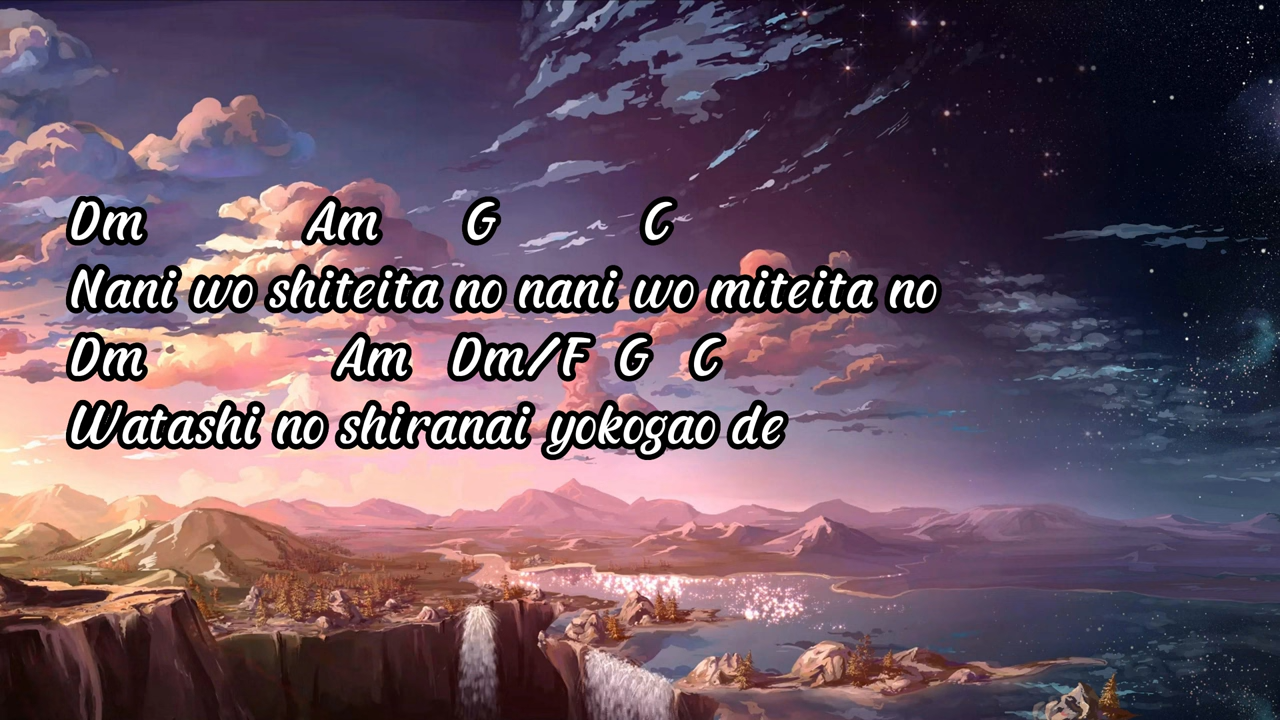 Dm Am G C
Nani wo shiteita no nani wo miteita no
Dm Am Dm/F G C
Watashi no shiranai yokogao de